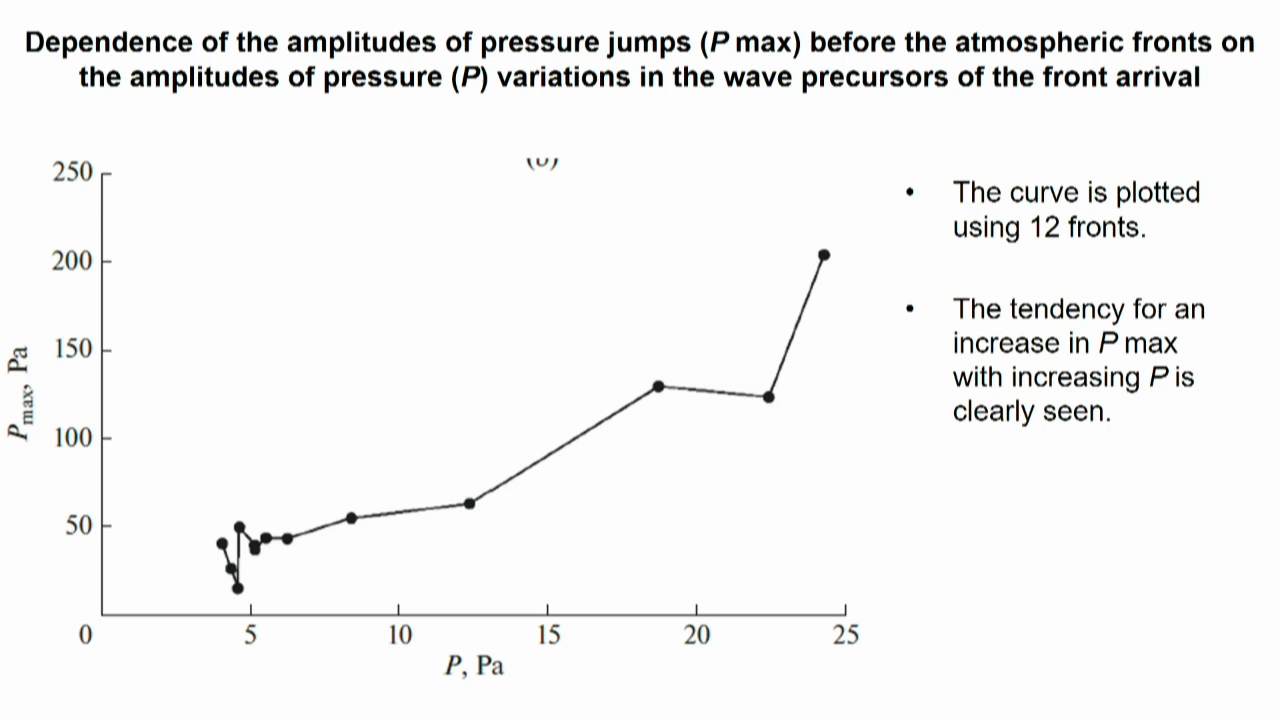 Dependence of the amplitudes of pressure jumps (P max) before the atmospheric fronts on
the amplitudes of pressure (P) variations in the wave precursors of the front arrival
250
200
150
100
50
0
5
10
15
20
25
Pmax, Pa
P, Pa
• The curve is plotted
using 12 fronts.
• The tendency for an
increase in P max
with increasing P is
clearly seen.